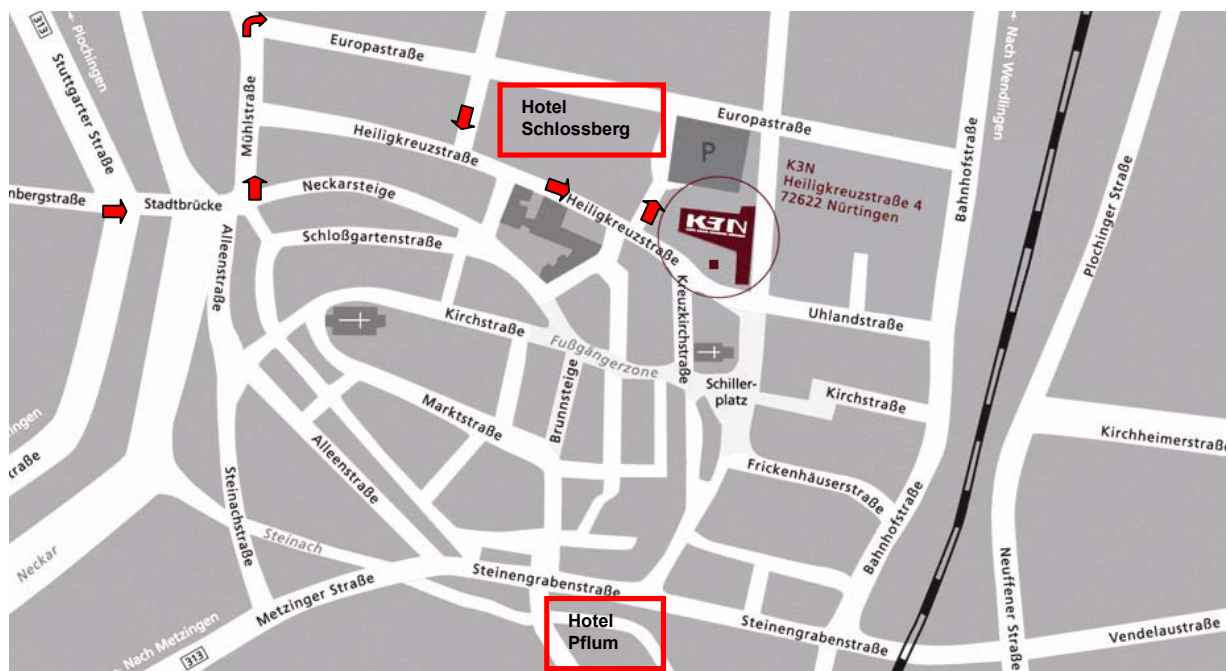 313
Plochingen
Stuttgarter Straße
Mühlstraße
Europastraße
Hotel
Schlossberg
Europastraße
Nach Wendlingen
Bahnhofstraße
Plochinger Straße
Heiligkreuzstraße
P
K3N
Heiligkreuzstraße 4
72622 Nürtingen
nbergstraße
Stadtbrücke
Neckarsteige
Heiligkreuzstraße
K3N
Schloßgartenstraße
Alleenstraße
Kirchstraße
Fußgängerzone
Kreuzkirchstraße
Uhlandstraße
Schiller-
platz
Kirchstraße
Brunnsteige
Marktstraße
Alleenstraße
Kirchheimerstraße
Frickenhäuserstraße
traße
Steinachstraße
Steinach
Neckar
Bahnhofstraße
Neuffener Straße
Metzinger Straße
Steinengrabenstraße
Hotel
Pflum
Steinengrabenstraße
Vendelaustraße
Nach Metzingen
313